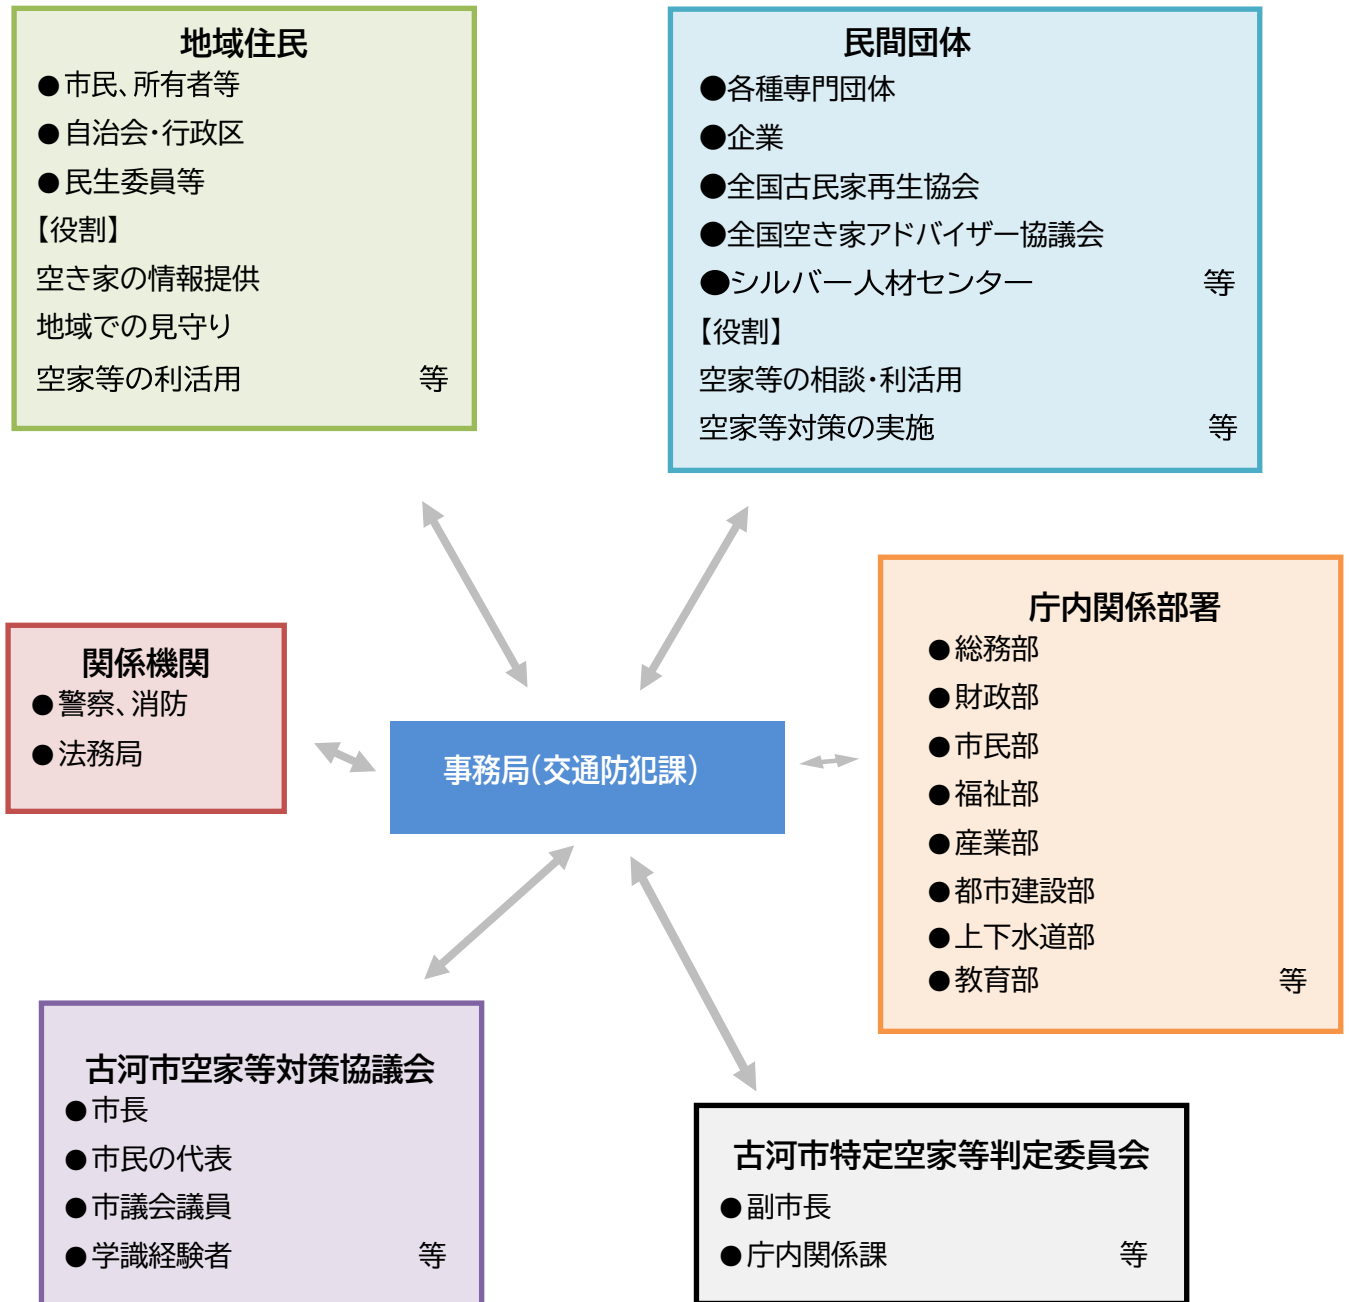 地域住民
●市民、所有者等
●自治会・行政区
●民生委員等
【役割】
空き家の情報提供
地域での見守り
空家等の利活用 等
民間団体
●各種専門団体
●企業
●全国古民家再生協会
●全国空き家アドバイザー協議会
●シルバー人材センター 等
【役割】
空家等の相談・利活用
空家等対策の実施 等
関係機関
●警察、消防
●法務局
事務局(交通防犯課)
庁内関係部署
●総務部
●財政部
●市民部
●福祉部
●産業部
●都市建設部
●上下水道部
●教育部 等
古河市空家等対策協議会
●市長
●市民の代表
●市議会議員
●学識経験者 等
古河市特定空家等判定委員会
●副市長
●庁内関係課 等